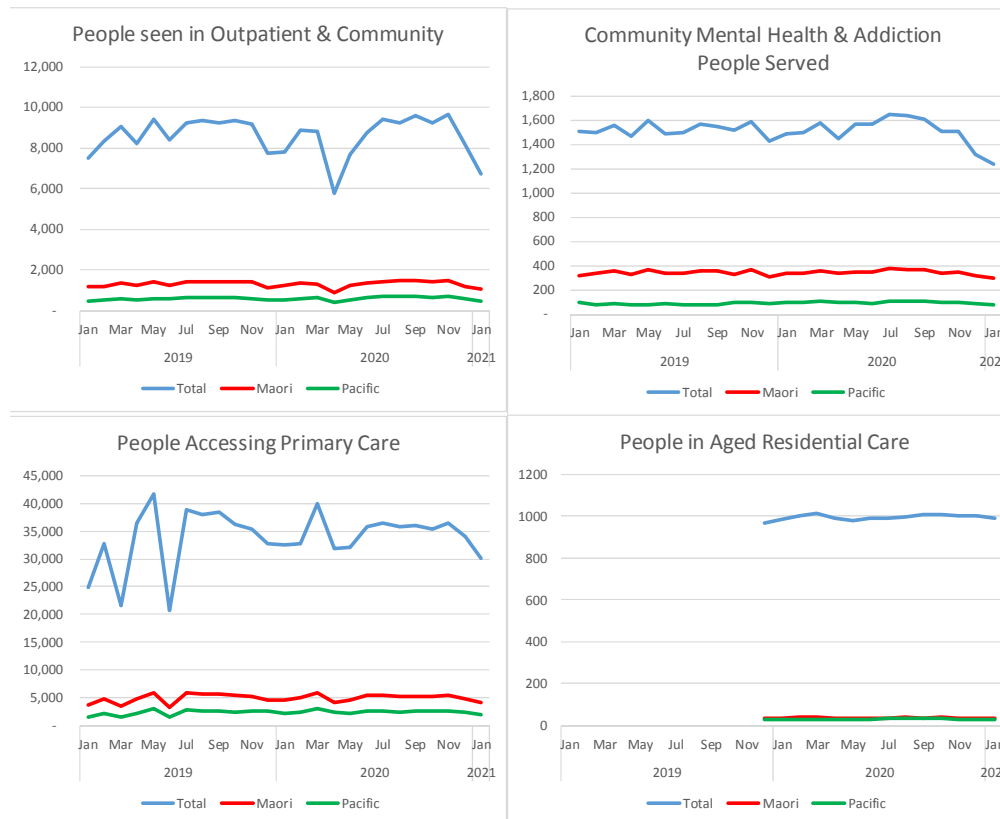 People seen in Outpatient & Community
12,000
10,000
8,000
6,000
4,000
2,000
-
Jan Mar May Jul Sep Nov Jan Mar May Jul Sep Nov Jan
2019 2020 2021
Total Maori Pacific
Community Mental Health & Addiction
People Served
1,800
1,600
1,400
1,200
1,000
800
600
400
200
-
Jan Mar May Jul Sep Nov Jan Mar May Jul Sep Nov Jan
2019 2020 202
Total Maori Pacific
People Accessing Primary Care
45,000
40,000
35,000
30,000
25,000
20,000
15,000
10,000
5,000
-
Jan Mar May Jul Sep Nov Jan Mar May Jul Sep Nov Jan
2019 2020 2021
Total Maori Pacific
People in Aged Residential Care
1200
1000
800
600
400
200
0
Jan Mar May Jul Sep Nov Jan Mar May Jul Sep Nov Jan
2019 2020 202
Total Maori Pacific